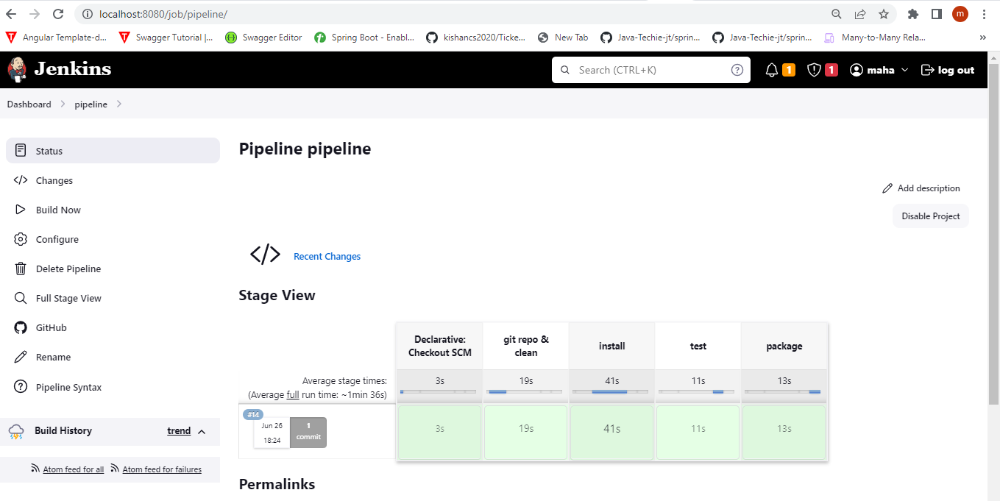 localhost:8080/job/pipeline/
m
Angular Template-d...
Swagger Tutorial |...
Swagger Editor
Spring Boot - Enabl...
kishancs2020/Ticke...
New Tab
Java-Techie-jt/sprin...
Java-Techie-jt/sprin...
Many-to-Many Rela...
»
Jenkins
Search (CTRL+K)
?
1
1
maha
log out
Dashboard
pipeline
Status
Changes
Build Now
Configure
Delete Pipeline
Full Stage View
GitHub
Rename
Pipeline Syntax
Build History
trend
Atom feed for all
Atom feed for failures
Pipeline pipeline
Add description
Disable Project
Recent Changes
Stage View
Declarative:
Checkout SCM
git repo &
clean
install
test
package
Average stage times:
(Average full run time: ~1min 36s)
3s
19s
41s
11s
13s
#14
Jun 26
18:24
1
commit
3s
19s
41s
11s
13s
Permalinks